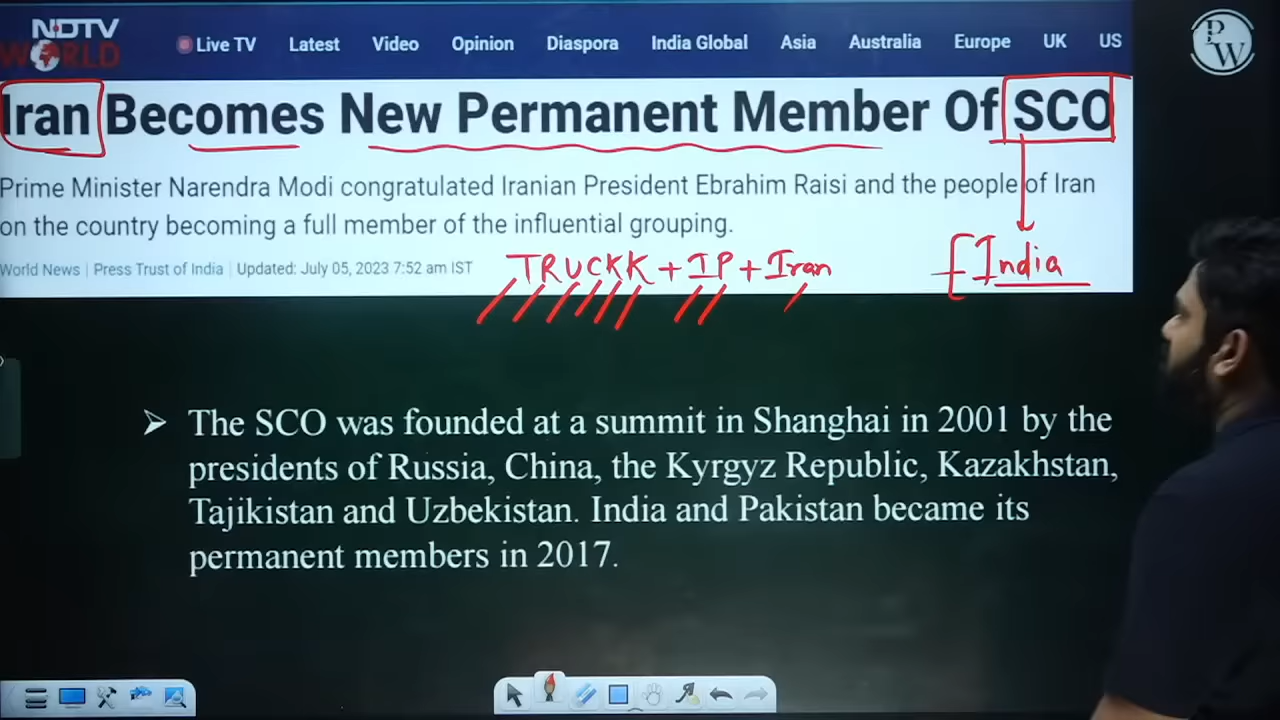 NDTV
WORLD
Live TV Latest Video Opinion Diaspora India Global Asia Australia Europe UK US
PW
Iran Becomes New Permanent Member Of SCO
Prime Minister Narendra Modi congratulated Iranian President Ebrahim Raisi and the people of Iran
on the country becoming a full member of the influential grouping.
World News | Press Trust of India | Updated: July 05, 2023 7:52 am IST
TRUCKK + IP + Iran
India
➤ The SCO was founded at a summit in Shanghai in 2001 by the
presidents of Russia, China, the Kyrgyz Republic, Kazakhstan,
Tajikistan and Uzbekistan. India and Pakistan became its
permanent members in 2017.